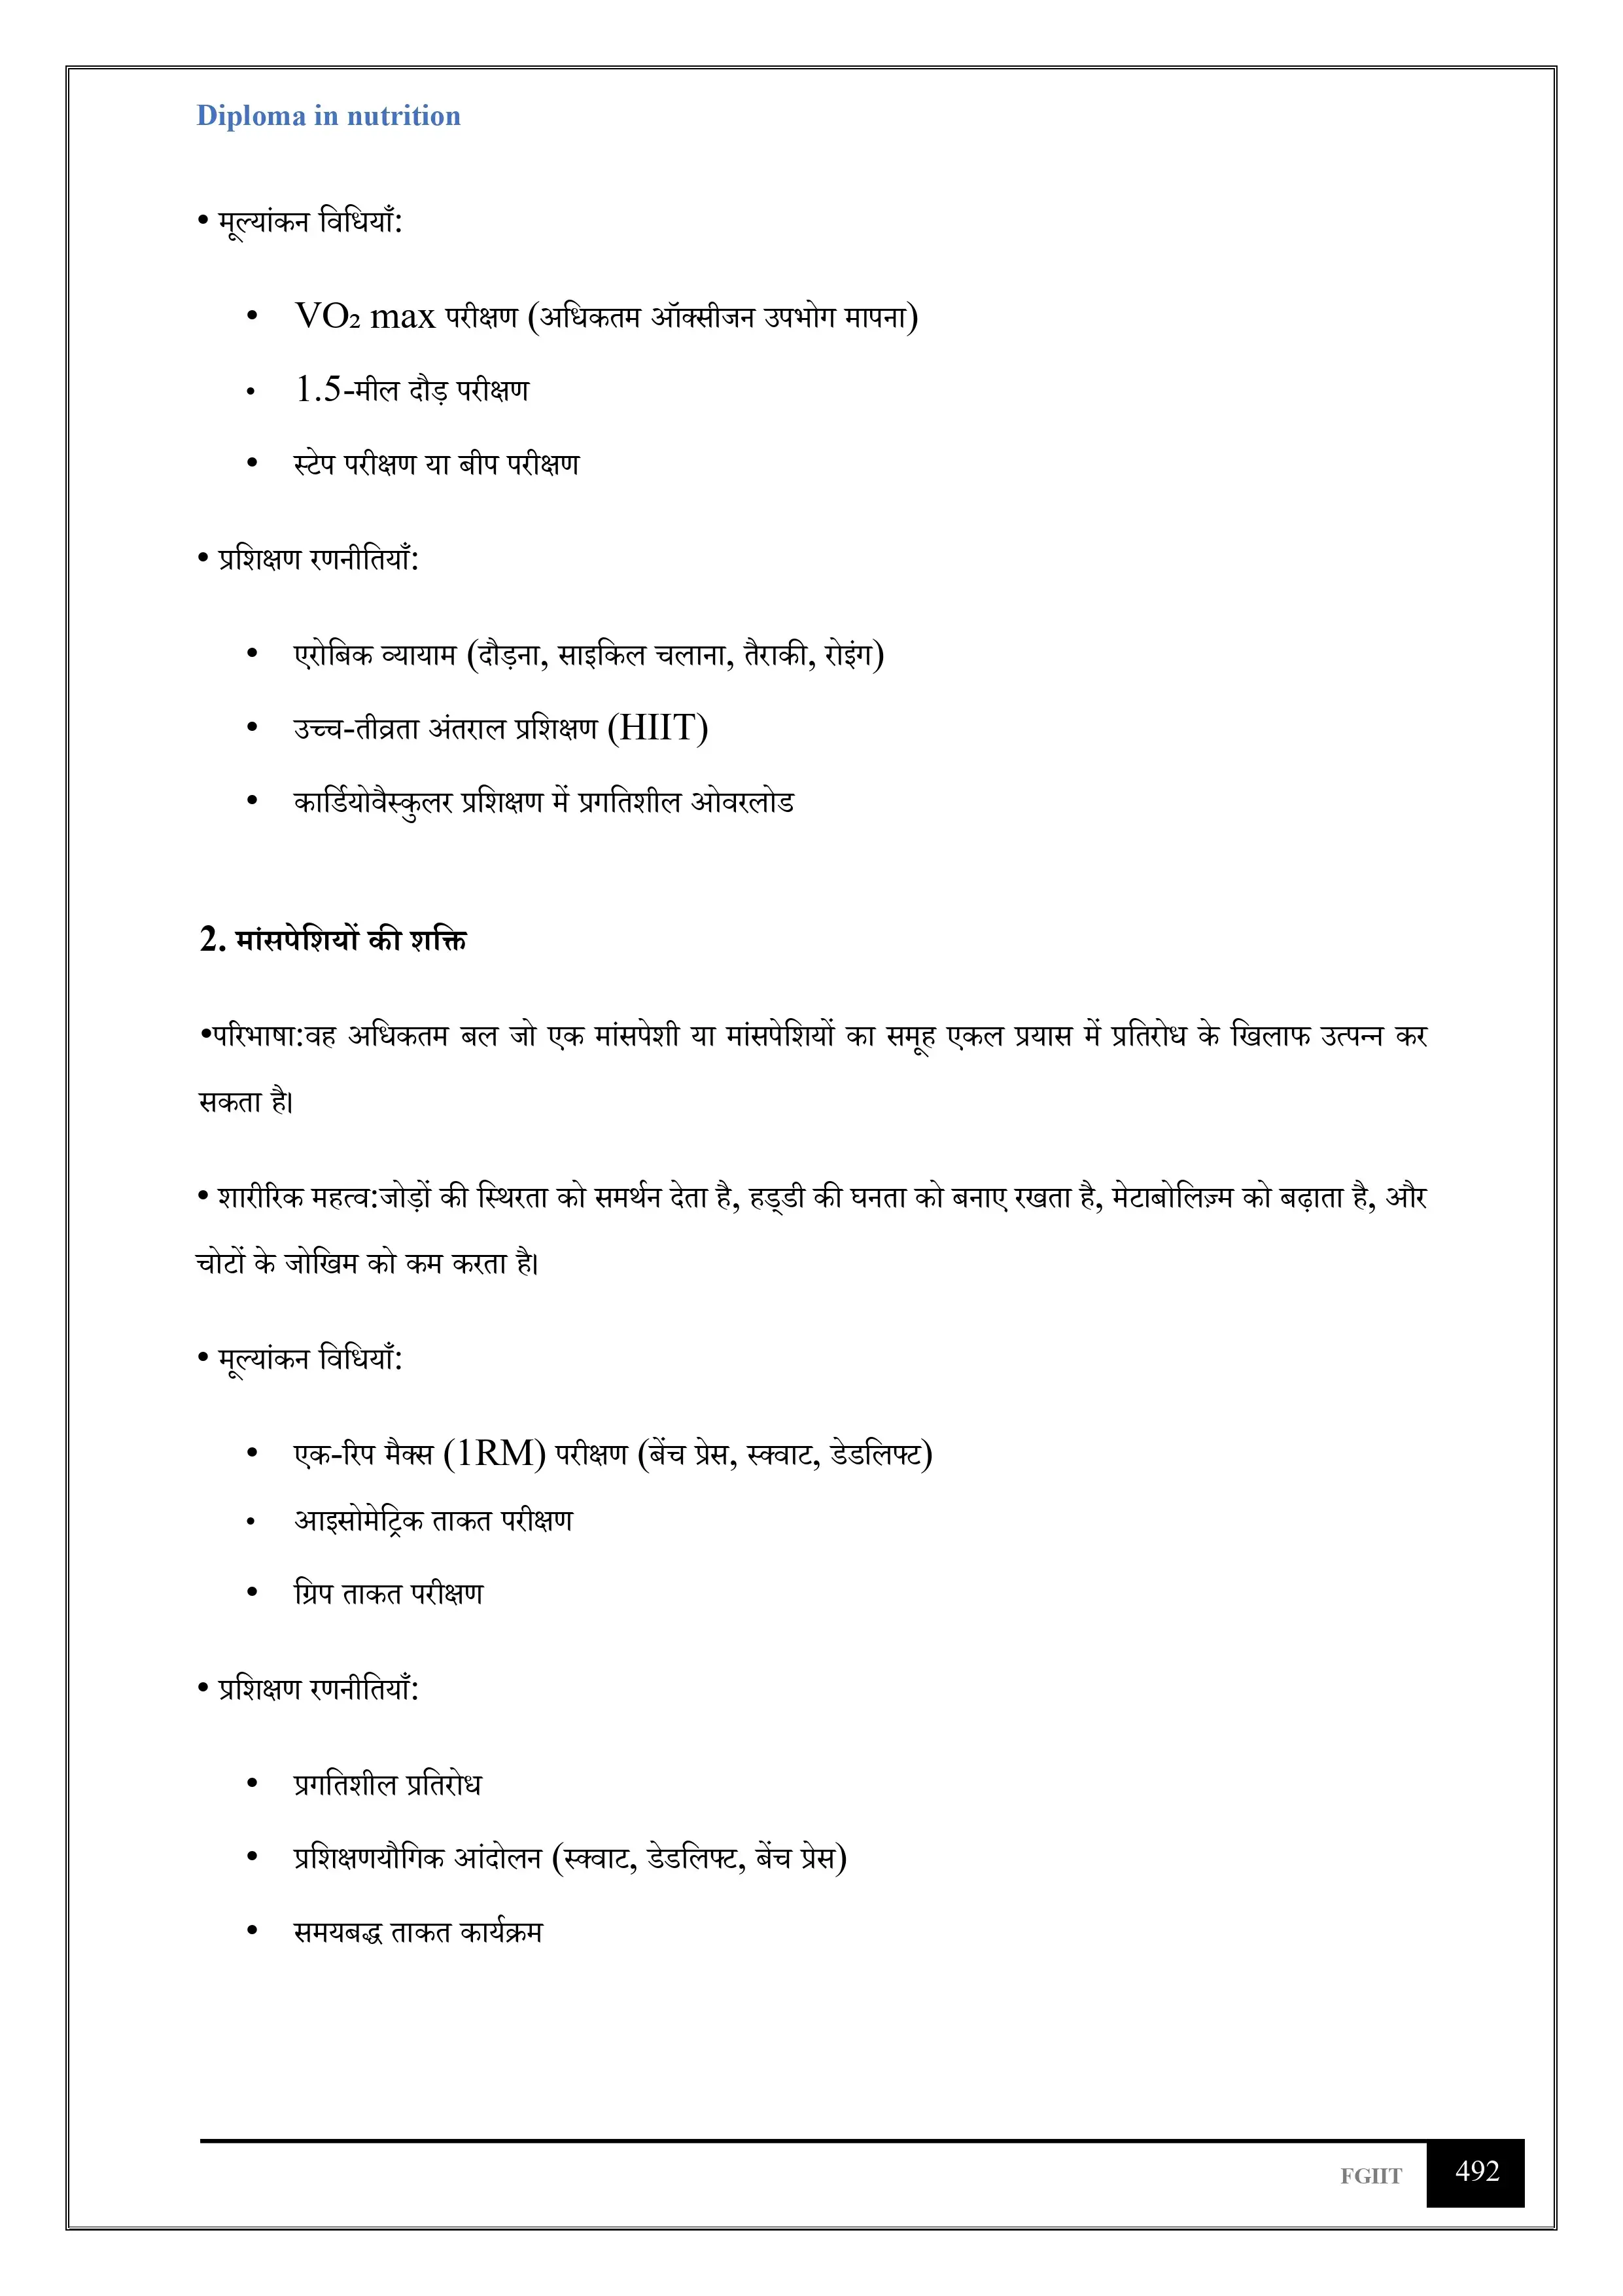 Diploma in nutrition
• मूल्यांकन विधियाँ:
• VO₂ max परीक्षण (अधिकतम ऑक्सीजन उपभोग मापना)
• 1.5-मील दौड़ परीक्षण
• स्टेप परीक्षण या बीप परीक्षण
• प्रशिक्षण रणनीतियाँ:
• एरोबिक व्यायाम (दौड़ना, साइकिल चलाना, तैराकी, रोइंग)
• उच्च-तीव्रता अंतराल प्रशिक्षण (HIIT)
• कार्डियोवैस्कुलर प्रशिक्षण में प्रगतिशील ओवरलोड
2. मांसपेशियों की शक्ति
•परिभाषा:वह अधिकतम बल जो एक मांसपेशी या मांसपेशियों का समूह एकल प्रयास में प्रतिरोध के खिलाफ उत्पन्न कर
सकता है।
• शारीरिक महत्व:जोड़ों की स्थिरता को समर्थन देता है, हड्डी की घनता को बनाए रखता है, मेटाबोलिज़्म को बढ़ाता है, और
चोटों के जोखिम को कम करता है।
• मूल्यांकन विधियाँ:
• एक-रिप मैक्स (1RM) परीक्षण (बेंच प्रेस, स्क्वाट, डेडलिफ्ट)
• आइसोमेट्रिक ताकत परीक्षण
• ग्रिप ताकत परीक्षण
• प्रशिक्षण रणनीतियाँ:
• प्रगतिशील प्रतिरोध
• प्रशिक्षणयौगिक आंदोलन (स्क्वाट, डेडलिफ्ट, बेंच प्रेस)
• समयबद्ध ताकत कार्यक्रम
FGIIT 492